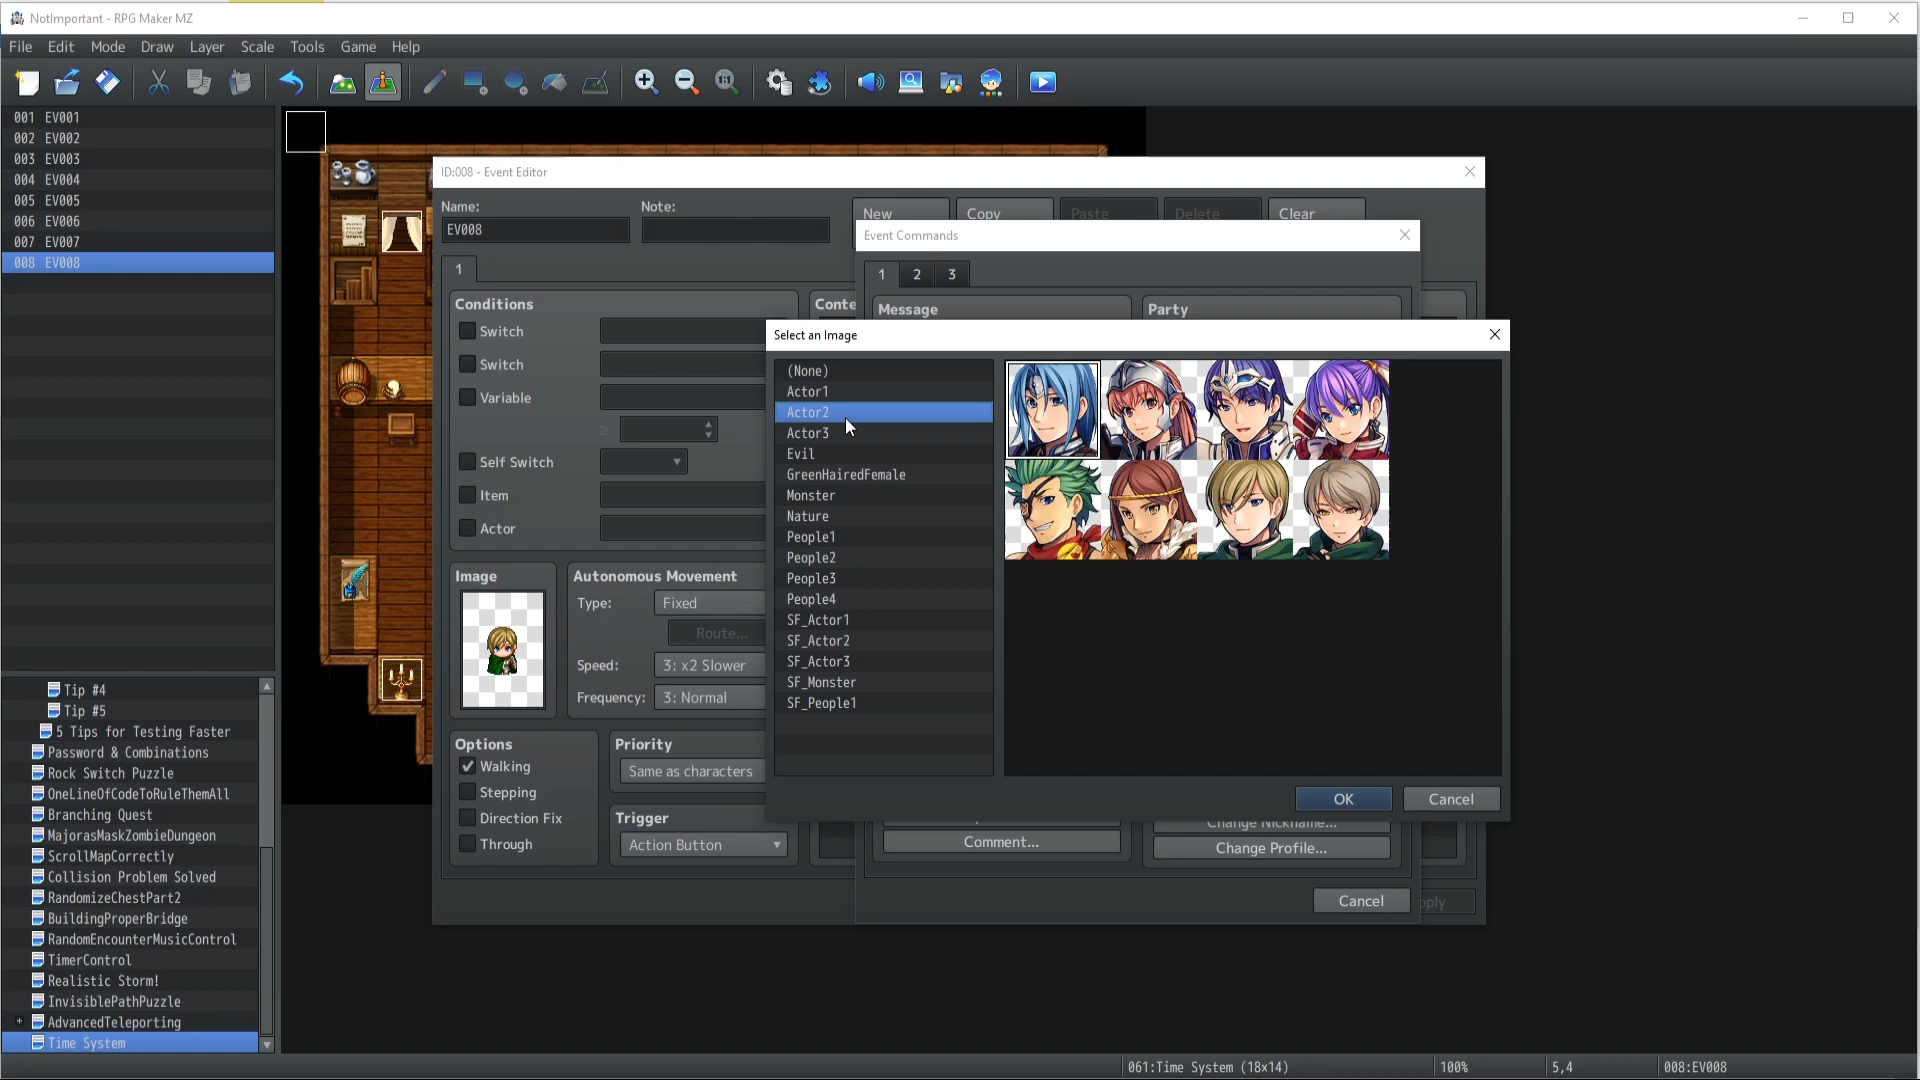 NotImportant - RPG Maker MZ
File Edit Mode Draw Layer Scale Tools Game Help
1:1
001 EV001
002 EV002
003 EV003
004 EV004
005 EV005
006 EV006
007 EV007
008 EV008
ID:008 - Event Editor
Name:
Note:
EV008
New
Copy
Paste
Delete
Clear
Event Commands
1
1 2 3
Conditions
Conte
Message
Party
Switch
Switch
Variable
≥
Self Switch
Item
Actor
Select an Image
(None)
Actor1
Actor2
Actor3
Evil
GreenHairedFemale
Monster
Nature
People1
People2
People3
People4
SF_Actor1
SF_Actor2
SF_Actor3
SF_Monster
SF_People1
OK
Cancel
Image
Autonomous Movement
Type: Fixed
Route...
Speed: 3: x2 Slower
Frequency: 3: Normal
Options
Walking
Stepping
Direction Fix
Through
Priority
Same as characters
Trigger
Action Button
Change Nickname...
Comment...
Change Profile...
Cancel
pply
Tip #4
Tip #5
5 Tips for Testing Faster
Password & Combinations
Rock Switch Puzzle
OneLineOfCodeToRuleThemAll
Branching Quest
MajorasMaskZombieDungeon
ScrollMapCorrectly
Collision Problem Solved
RandomizeChestPart2
BuildingProperBridge
RandomEncounterMusicControl
TimerControl
Realistic Storm!
InvisiblePathPuzzle
AdvancedTeleporting
Time System
061:Time System (18x14)
100%
5,4
008:EV008